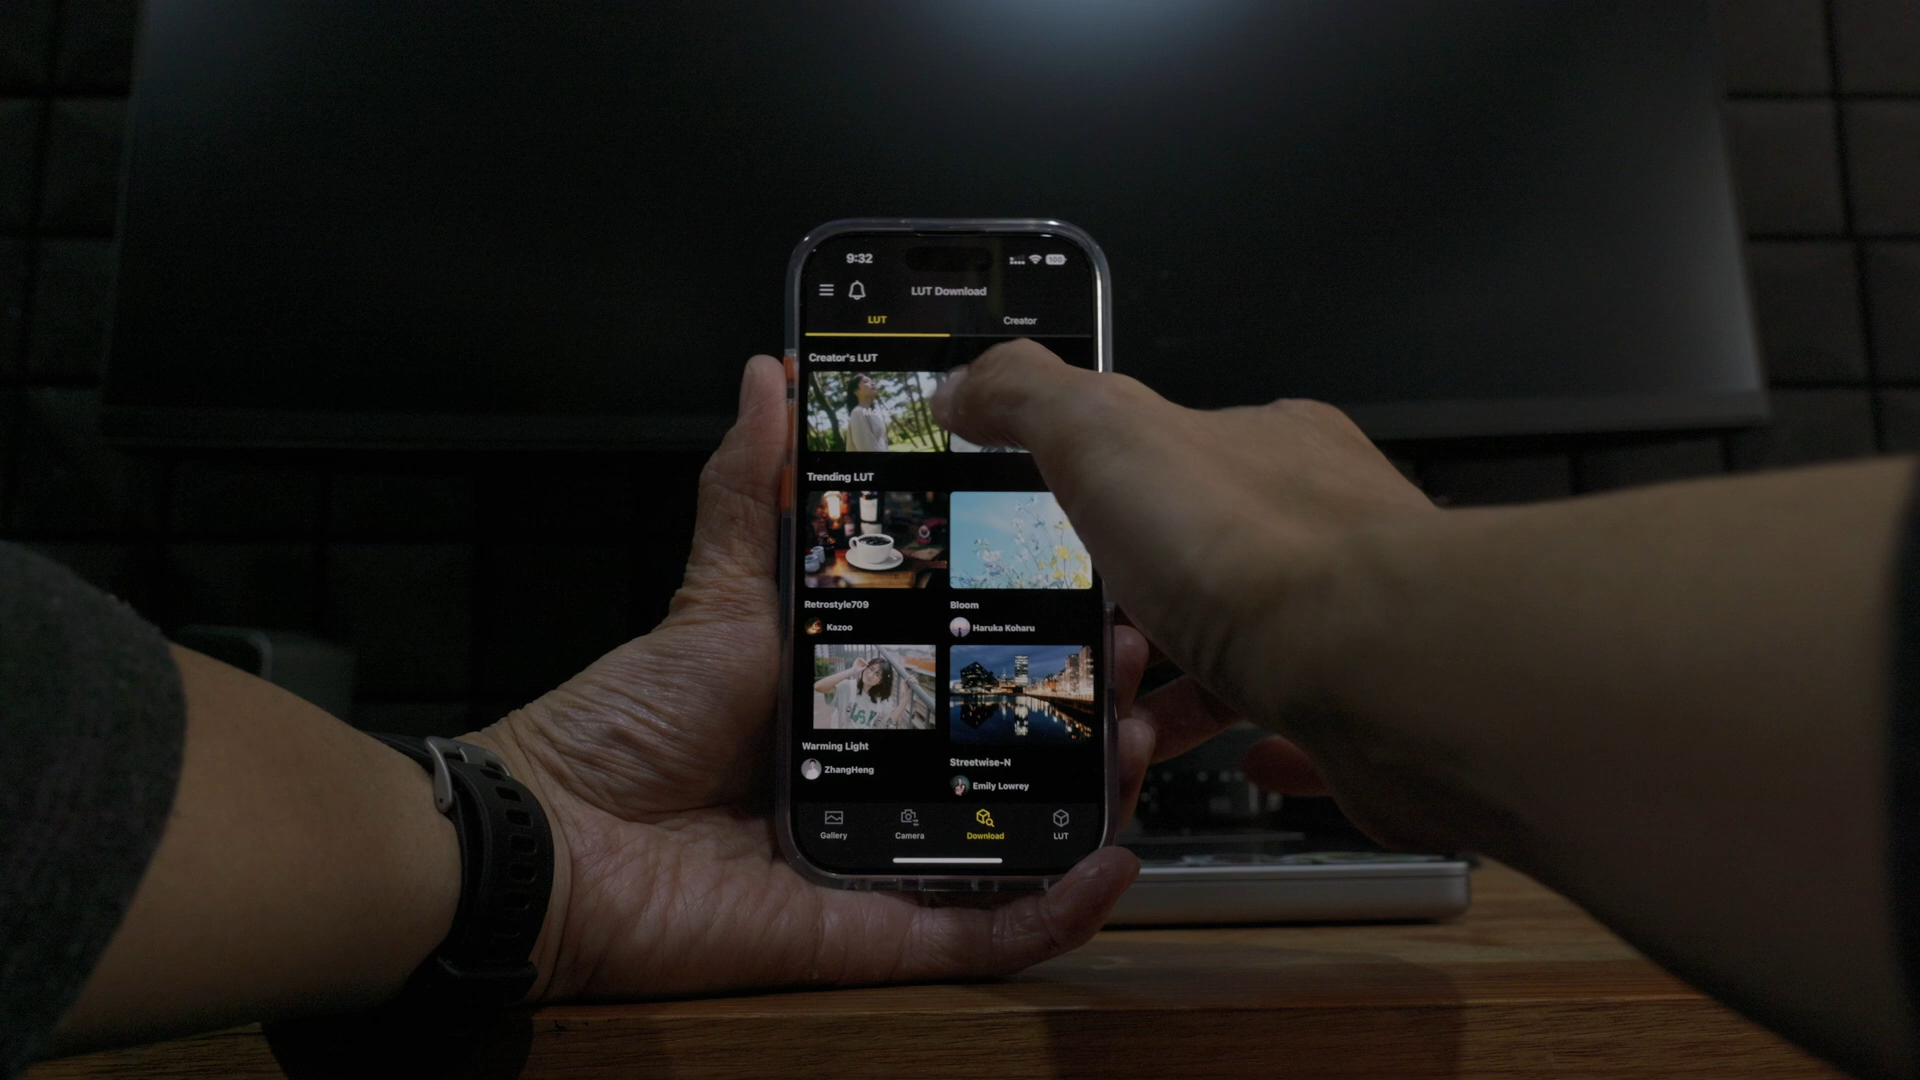 9:32
100
LUT Download
LUT
Creator
Creator's LUT
Trending LUT
Retrostyle709
Bloom
Kazoo
Haruka Koharu
Warming Light
Streetwise-N
ZhangHeng
Emily Lowrey
Gallery
Camera
Download
LUT